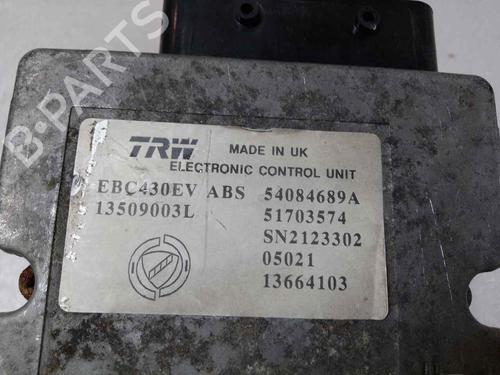 B-PARTS
TRW MADE IN UK
ELECTRONIC CONTROL UNIT
EBC430EV ABS 54084689A
13509003L 51703574
SN2123302
05021
13664103